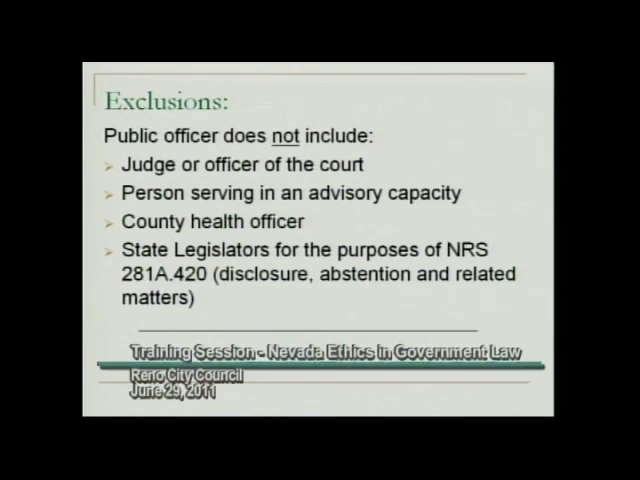 Exclusions:
Public officer does not include:
Judge or officer of the court
Person serving in an advisory capacity
County health officer
State Legislators for the purposes of NRS
281A.420 (disclosure, abstention and related
matters)
Training Session - Nevada Ethics in Government Law
Reno City Council
June 29, 2011